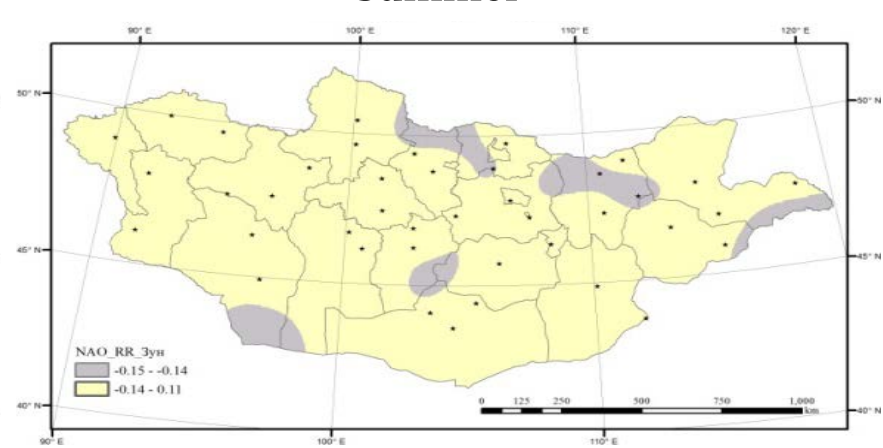 90° E 100° E 110° E 120° E
50° N 50° N
45° N 45° N
NAO_RR_Зун
-0.15 - -0.14
-0.14 - 0.11
0 125 250 500 750 1,000
km
40° N 40° N
90° E 100° E 110° E